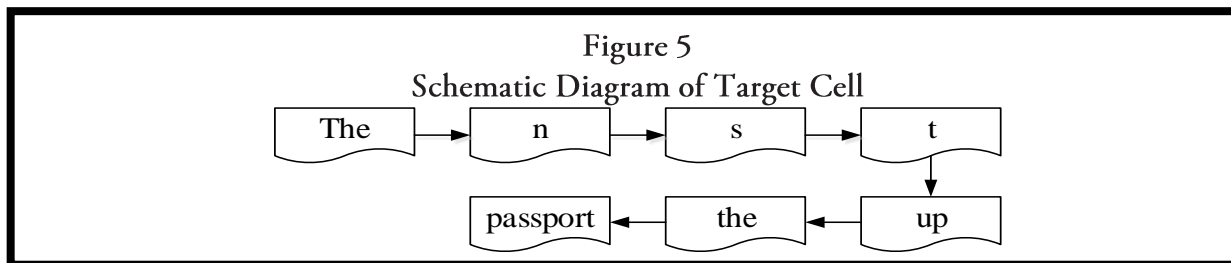 Figure 5
Schematic Diagram of Target Cell
The n s t
passport the up